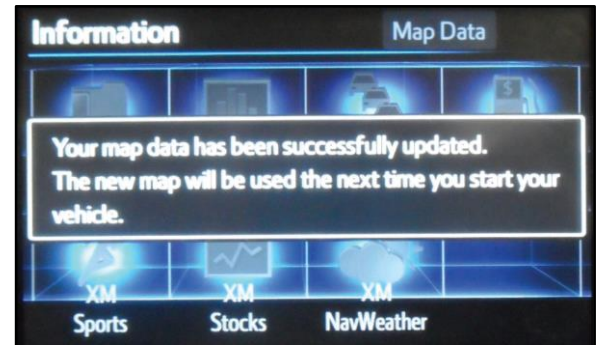 Information
Map Data
$
Your map data has been successfully updated.
The new map will be used the next time you start your
vehicle.
XM XM XM
Sports Stocks NavWeather